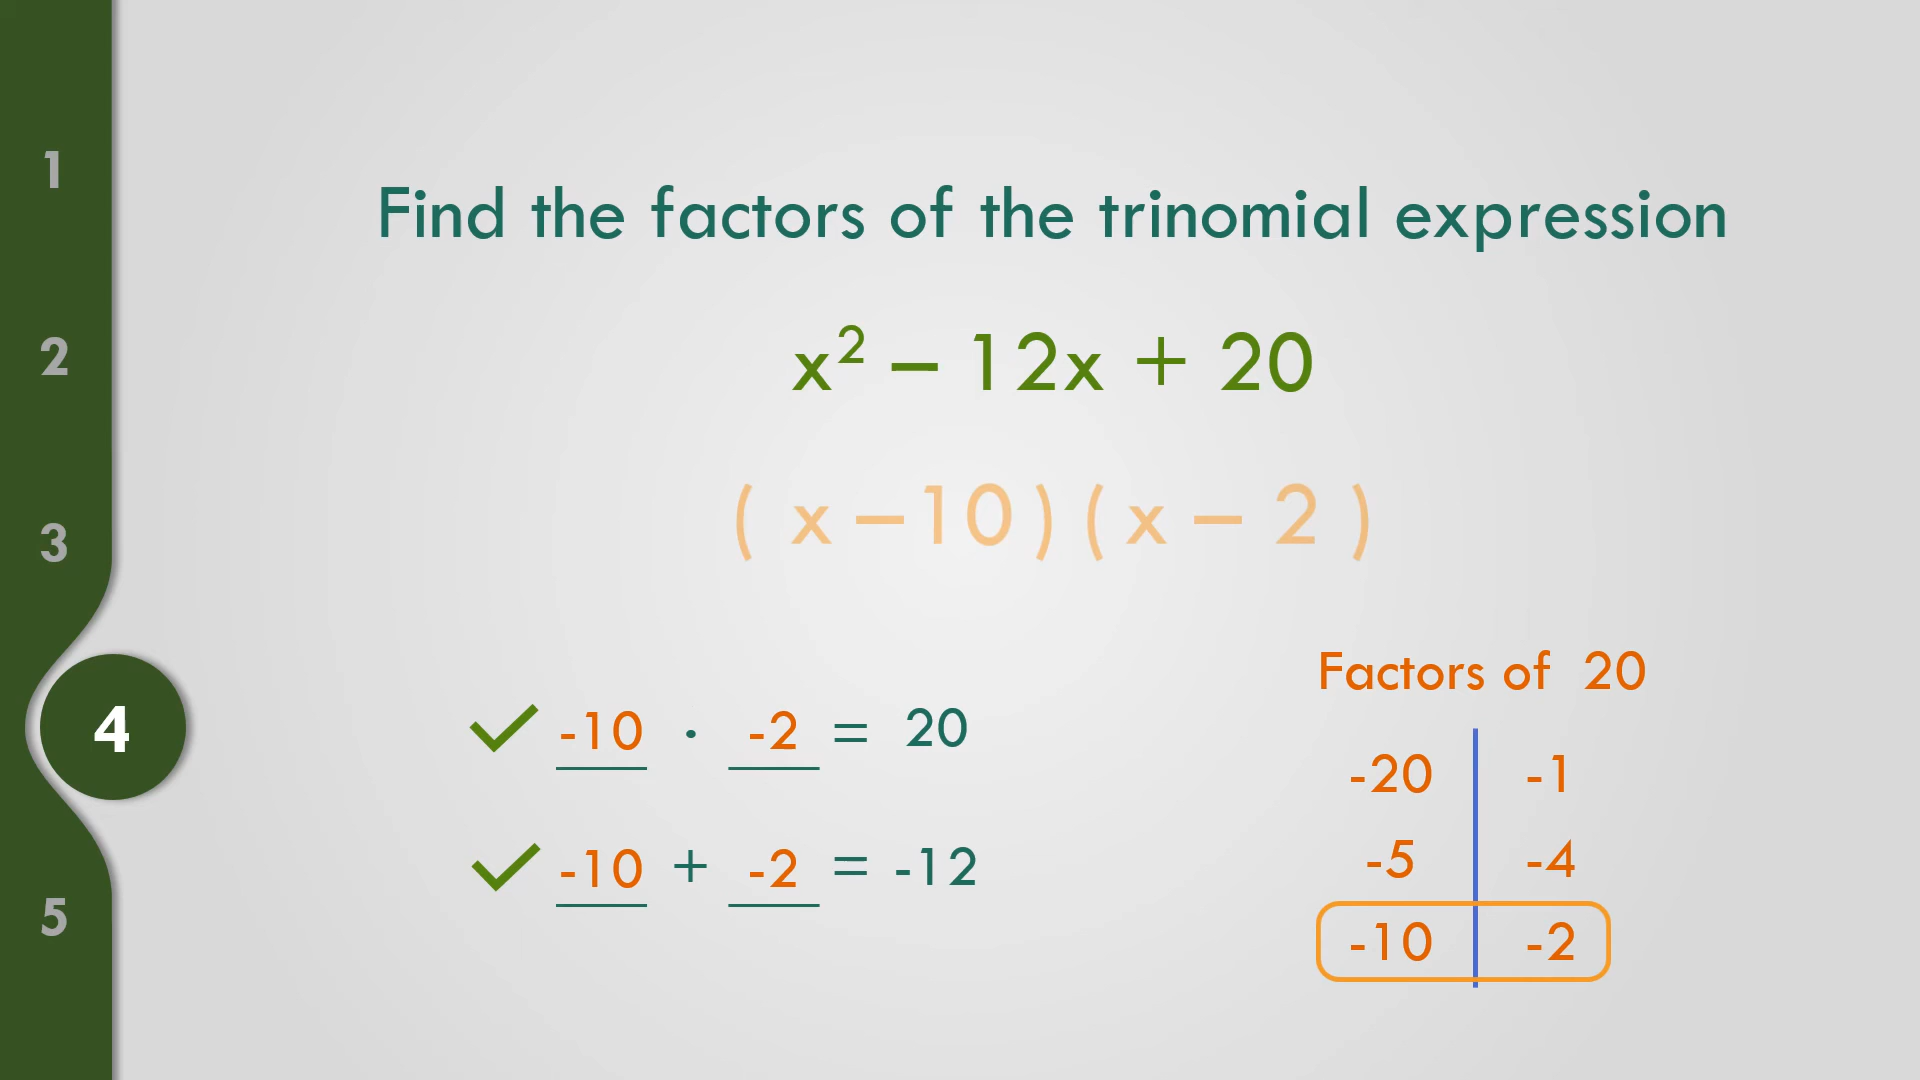 1
2
3
4
5
Find the factors of the trinomial expression
x² – 12x + 20
( x –10 ) ( x – 2 )
-10 · -2 = 20
-10 + -2 = -12
Factors of 20
-20 -1
-5 -4
-10 -2